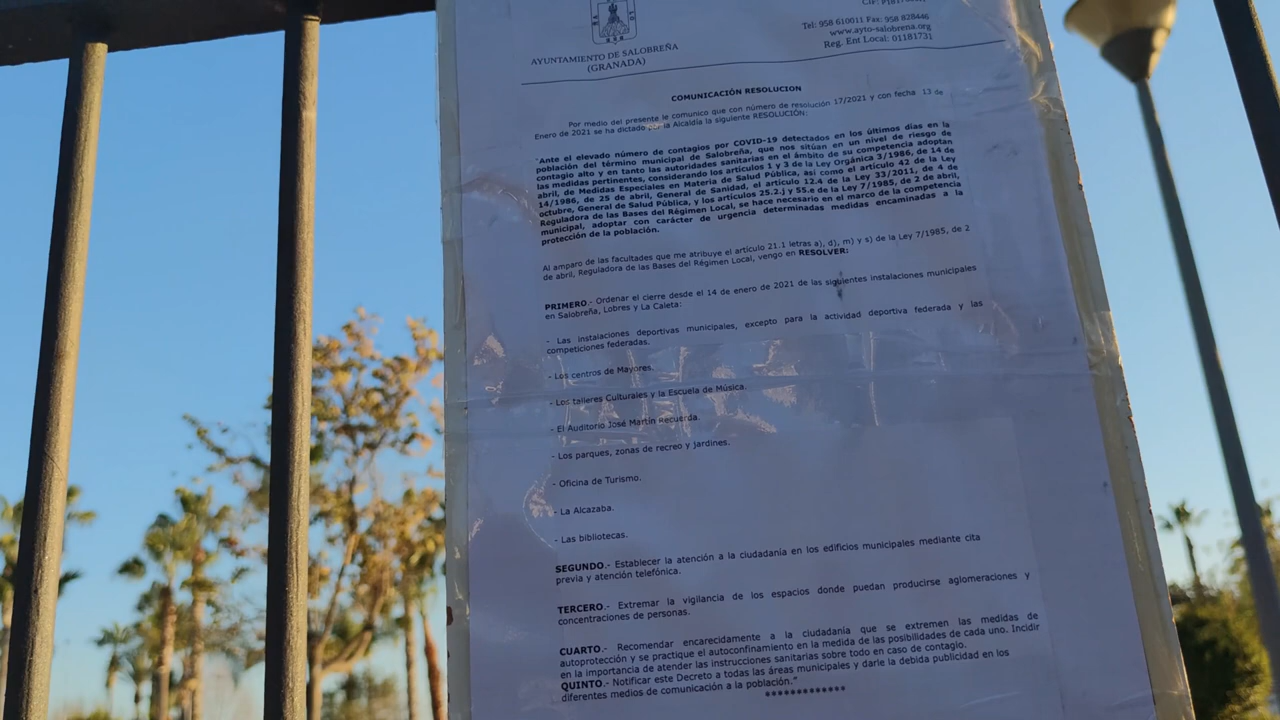 AYUNTAMIENTO DE SALOBREÑA
(GRANADA)
Tel: 958 610011 Fax: 958 828446
www.ayto-salobrena.org
Reg. Ent Local: 01181731
COMUNICACIÓN RESOLUCION
Por medio del presente le comunico que con número de resolución 17/2021 y con fecha 13 de
Enero de 2021 se ha dictado por la Alcaldía la siguiente RESOLUCIÓN:
"Ante el elevado número de contagios por COVID-19 detectados en los últimos días en la
población del término municipal de Salobreña, que nos sitúan en un nivel de riesgo de
contagio alto y en tanto las autoridades sanitarias en el ámbito de su competencia adoptan
las medidas pertinentes, considerando los artículos 1 y 3 de la Ley Orgánica 3/1986, de 14 de
abril, de Medidas Especiales en Materia de Salud Pública, así como el artículo 42 de la Ley
14/1986, de 25 de abril, General de Sanidad, el artículo 12.4 de la Ley 33/2011, de 4 de
octubre, General de Salud Pública, y los artículos 25.2.j y 55.e de la Ley 7/1985, de 2 de abril,
Reguladora de las Bases del Régimen Local, se hace necesario en el marco de la competencia
municipal, adoptar con carácter de urgencia determinadas medidas encaminadas a la
protección de la población.
Al amparo de las facultades que me atribuye el artículo 21.1 letras a), d), m) y s) de la Ley 7/1985, de 2
de abril, Reguladora de las Bases del Régimen Local, vengo en RESOLVER:
PRIMERO.- Ordenar el cierre desde el 14 de enero de 2021 de las siguientes instalaciones municipales
en Salobreña, Lobres y La Caleta:
- Las instalaciones deportivas municipales, excepto para la actividad deportiva federada y las
competiciones federadas.
- Los centros de Mayores.
- Los talleres Culturales y la Escuela de Música.
- El Auditorio José Martín Recuerda.
- Los parques, zonas de recreo y jardines.
- Oficina de Turismo.
- La Alcazaba.
- Las bibliotecas.
SEGUNDO.- Establecer la atención a la ciudadanía en los edificios municipales mediante cita
previa y atención telefónica.
TERCERO.- Extremar la vigilancia de los espacios donde puedan producirse aglomeraciones y
concentraciones de personas.
CUARTO.- Recomendar encarecidamente a la ciudadanía que se extremen las medidas de
autoprotección y se practique el autoconfinamiento en la medida de las posibilidades de cada uno. Incidir
en la importancia de atender las instrucciones sanitarias sobre todo en caso de contagio.
QUINTO.- Notificar este Decreto a todas las áreas municipales y darle la debida publicidad en los
diferentes medios de comunicación a la población."
*************